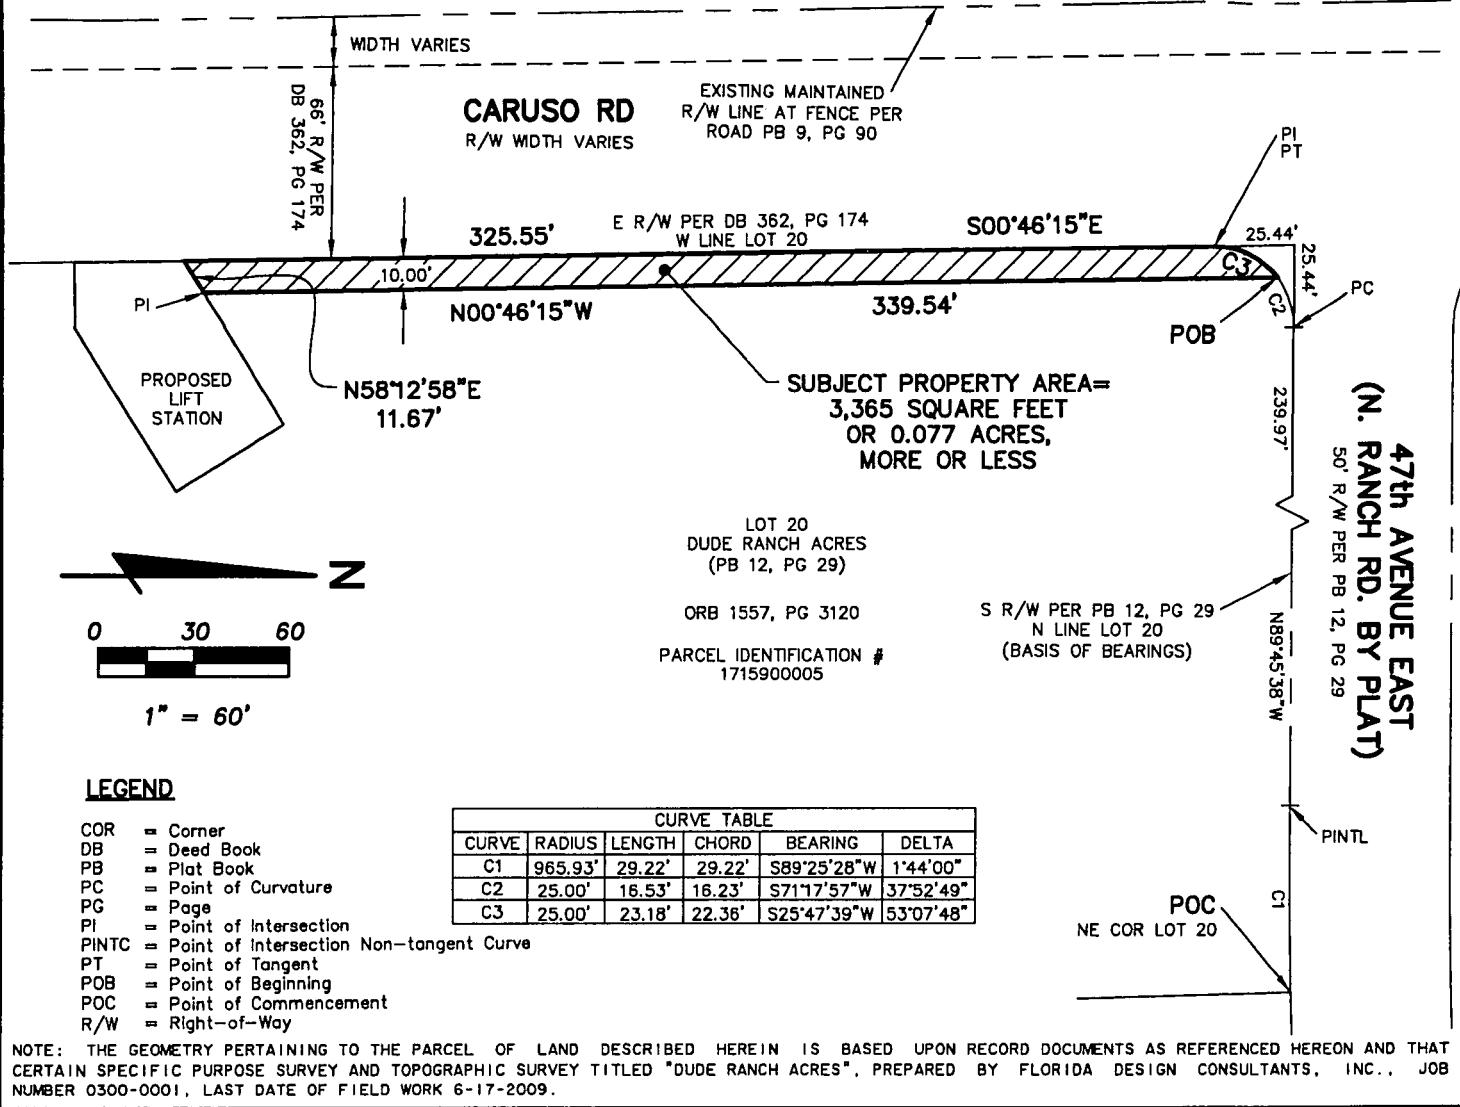 WIDTH VARIES
66' R/W PER
DB 362, PG 174
CARUSO RD
R/W WIDTH VARIES
EXISTING MAINTAINED
R/W LINE AT FENCE PER
ROAD PB 9, PG 90
PI
PT
325.55'
E R/W PER DB 362, PG 174
W LINE LOT 20
S00°46'15"E
25.44'
25.44'
10.00'
C3
C2
PC
PI
N00°46'15"W
339.54'
POB
PROPOSED
LIFT
STATION
N58°12'58"E
11.67'
SUBJECT PROPERTY AREA=
3,365 SQUARE FEET
OR 0.077 ACRES,
MORE OR LESS
239.97'
47th AVENUE EAST
(N. RANCH RD. BY PLAT)
50' R/W PER PB 12, PG 29
LOT 20
DUDE RANCH ACRES
(PB 12, PG 29)
ORB 1557, PG 3120
PARCEL IDENTIFICATION #
1715900005
S R/W PER PB 12, PG 29
N LINE LOT 20
(BASIS OF BEARINGS)
N89°45'38"W
N
0 30 60
1" = 60'
PINTL
C1
POC
NE COR LOT 20
LEGEND
COR = Corner
DB = Deed Book
PB = Plat Book
PC = Point of Curvature
PG = Page
PI = Point of Intersection
PINTC = Point of Intersection Non-tangent Curve
PT = Point of Tangent
POB = Point of Beginning
POC = Point of Commencement
R/W = Right-of-Way
CURVE TABLE
CURVE RADIUS LENGTH CHORD BEARING DELTA
C1 965.93' 29.22' 29.22' S89°25'28"W 1°44'00"
C2 25.00' 16.53' 16.23' S71°17'57"W 37°52'49"
C3 25.00' 23.18' 22.36' S25°47'39"W 53°07'48"
NOTE: THE GEOMETRY PERTAINING TO THE PARCEL OF LAND DESCRIBED HEREIN IS BASED UPON RECORD DOCUMENTS AS REFERENCED HEREON AND THAT
CERTAIN SPECIFIC PURPOSE SURVEY AND TOPOGRAPHIC SURVEY TITLED "DUDE RANCH ACRES", PREPARED BY FLORIDA DESIGN CONSULTANTS, INC., JOB
NUMBER 0300-0001, LAST DATE OF FIELD WORK 6-17-2009.